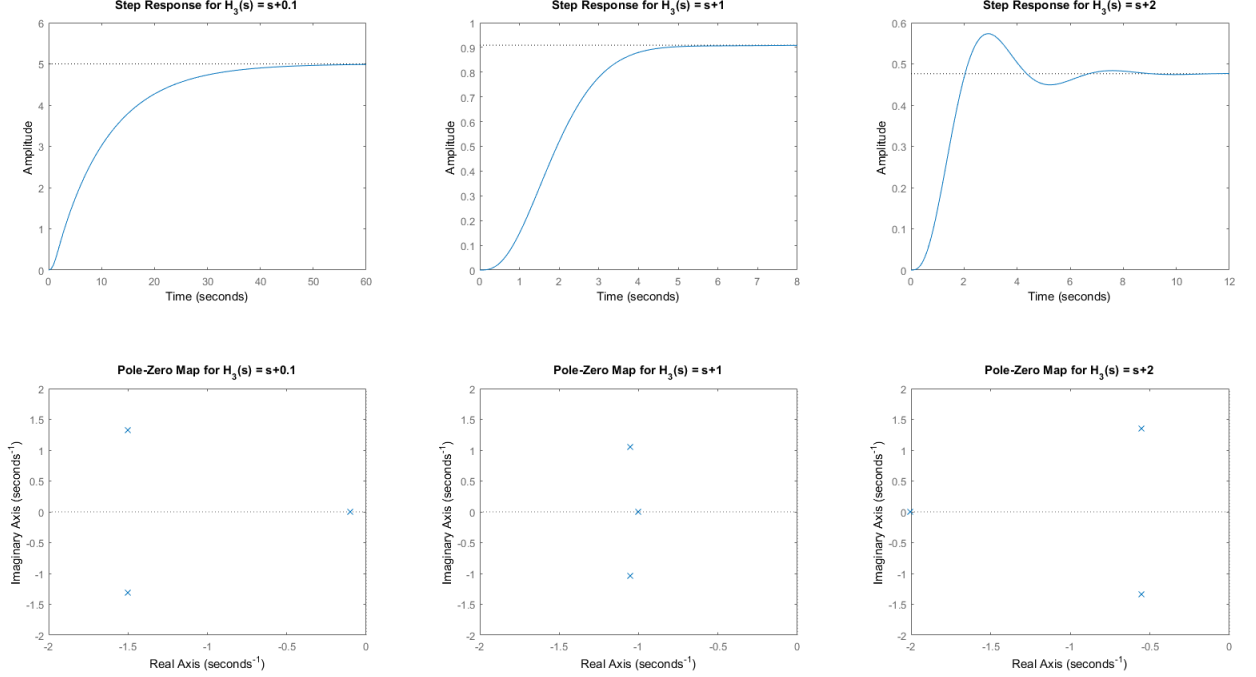 Step Response for H3(s) = s+0.1
6
5
4
3
2
1
0
Amplitude
0 10 20 30 40 50 60
Time (seconds)
Step Response for H3(s) = s+1
1
0.9
0.8
0.7
0.6
0.5
0.4
0.3
0.2
0.1
0
Amplitude
0 1 2 3 4 5 6 7 8
Time (seconds)
Step Response for H3(s) = s+2
0.6
0.5
0.4
0.3
0.2
0.1
0
Amplitude
0 2 4 6 8 10 12
Time (seconds)
Pole-Zero Map for H3(s) = s+0.1
2
1.5
1
0.5
0
-0.5
-1
-1.5
-2
Imaginary Axis (seconds-1)
-2 -1.5 -1 -0.5 0
Real Axis (seconds-1)
Pole-Zero Map for H3(s) = s+1
2
1.5
1
0.5
0
-0.5
-1
-1.5
-2
Imaginary Axis (seconds-1)
-2 -1.5 -1 -0.5 0
Real Axis (seconds-1)
Pole-Zero Map for H3(s) = s+2
2
1.5
1
0.5
0
-0.5
-1
-1.5
-2
Imaginary Axis (seconds-1)
-2 -1.5 -1 -0.5 0
Real Axis (seconds-1)